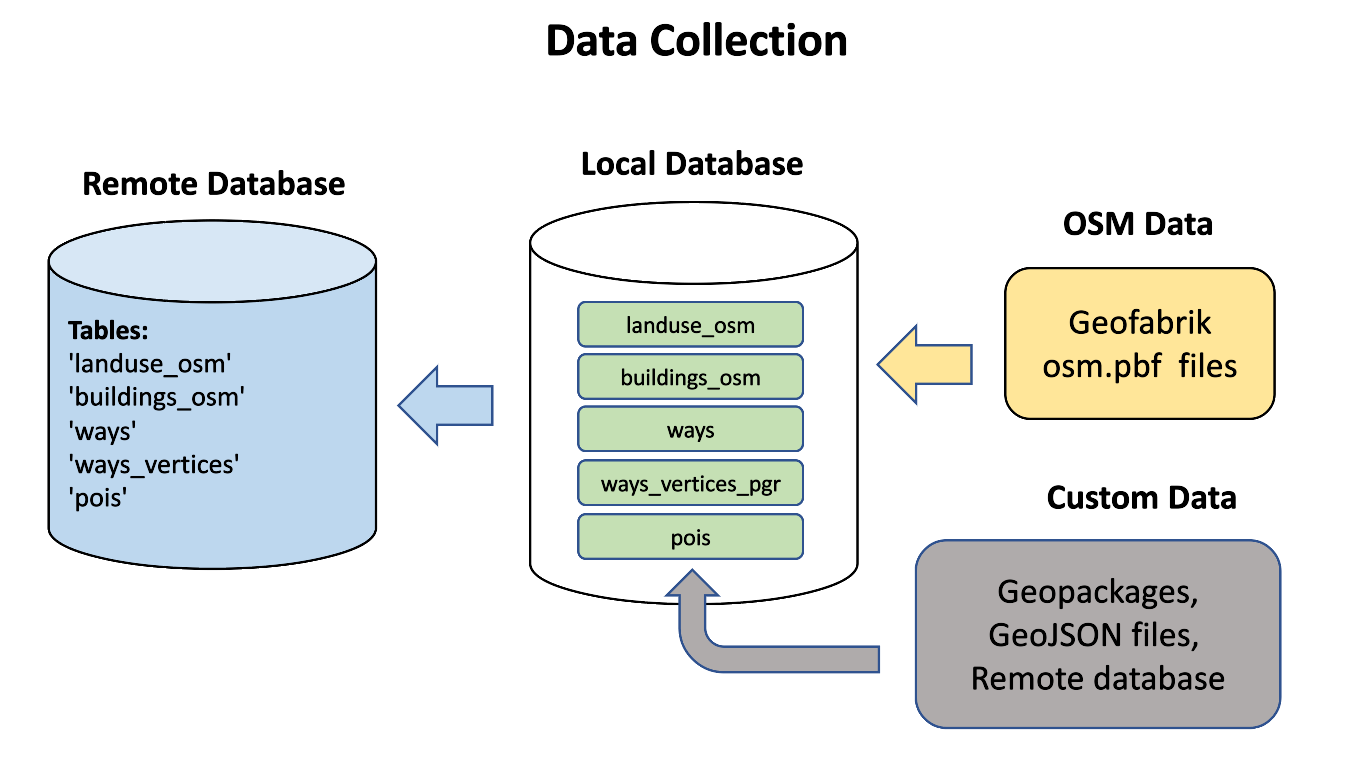 Data Collection
Remote Database
Tables:
'landuse_osm'
'buildings_osm'
'ways'
'ways_vertices'
'pois'
Local Database
landuse_osm
buildings_osm
ways
ways_vertices_pgr
pois
OSM Data
Geofabrik
osm.pbf  files
Custom Data
Geopackages,
GeoJSON files,
Remote database